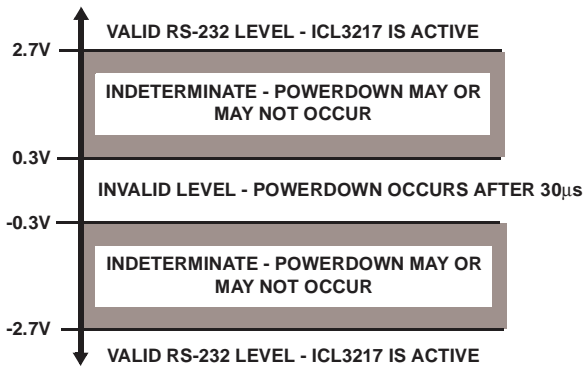 VALID RS-232 LEVEL - ICL3217 IS ACTIVE
2.7V
INDETERMINATE - POWERDOWN MAY OR
MAY NOT OCCUR
0.3V
INVALID LEVEL - POWERDOWN OCCURS AFTER 30μs
-0.3V
INDETERMINATE - POWERDOWN MAY OR
MAY NOT OCCUR
-2.7V
VALID RS-232 LEVEL - ICL3217 IS ACTIVE